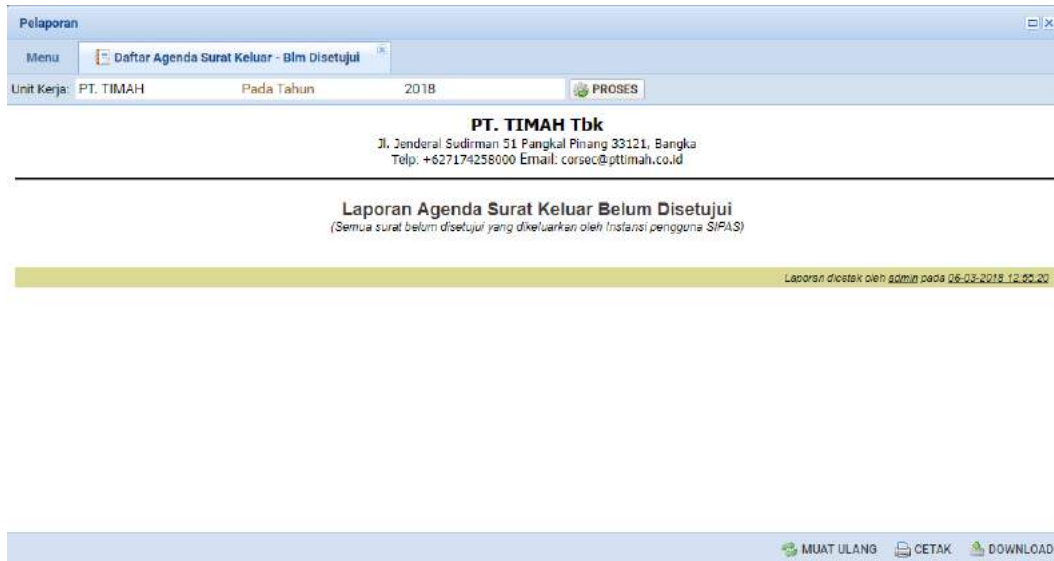 Pelaporan
Menu
Daftar Agenda Surat Keluar - Blm Disetujui
Unit Kerja: PT. TIMAH Pada Tahun 2018 PROSES
PT. TIMAH Tbk
Jl. Jenderal Sudirman 51 Pangkal Pinang 33121, Bangka
Telp: +627174258000 Email: corsec@pttimah.co.id
Laporan Agenda Surat Keluar Belum Disetujui
(Semua surat belum disetujui yang dikeluarkan oleh Instansi pengguna SIPAS)
Laporan dicetak oleh admin pada 06-03-2018 12:55:20
MUAT ULANG CETAK DOWNLOAD